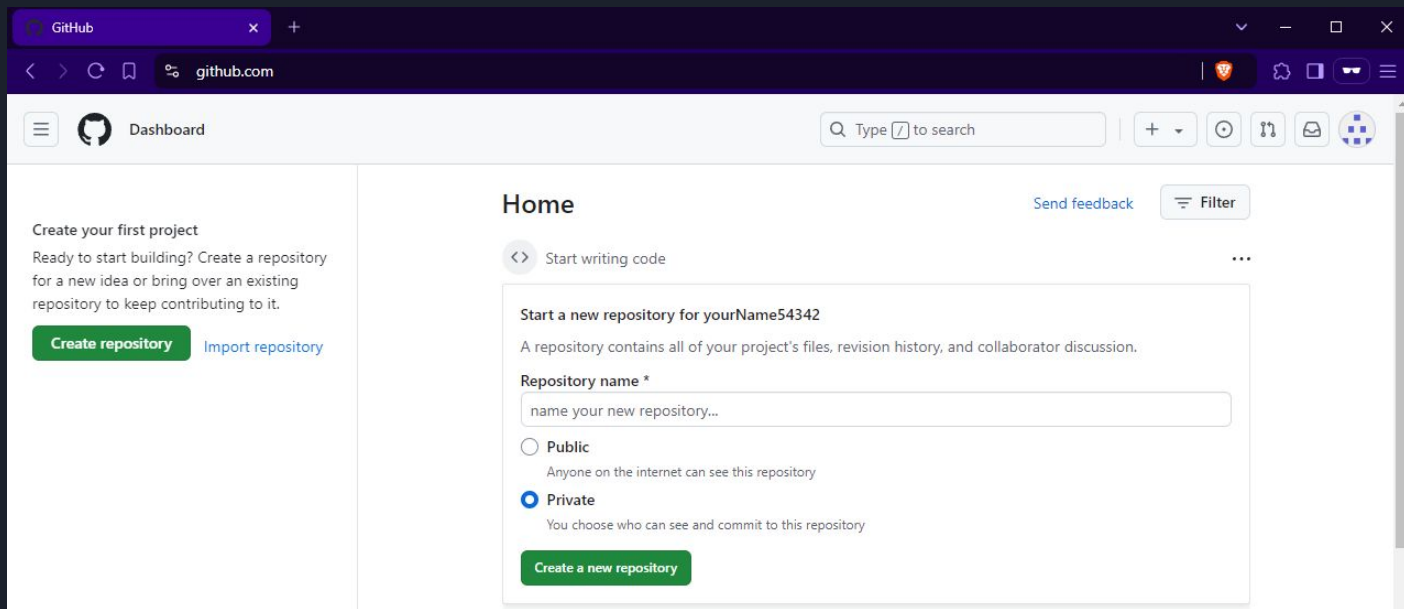 GitHub
github.com
Dashboard
Type / to search
Create your first project
Ready to start building? Create a repository
for a new idea or bring over an existing
repository to keep contributing to it.
Create repository
Import repository
Home
Send feedback
Filter
Start writing code
Start a new repository for yourName54342
A repository contains all of your project's files, revision history, and collaborator discussion.
Repository name *
name your new repository...
Public
Anyone on the internet can see this repository
Private
You choose who can see and commit to this repository
Create a new repository